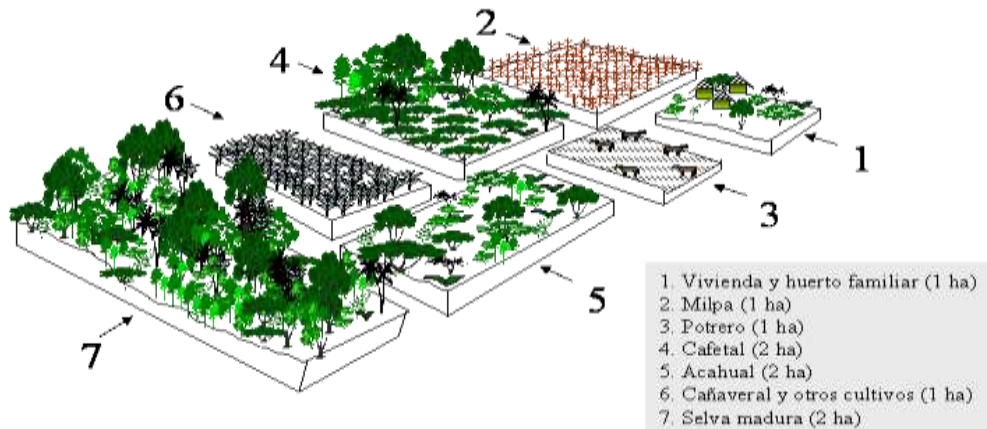 2
4
6
1
3
5
7
1. Vivienda y huerto familiar (1 ha)
2. Milpa (1 ha)
3. Potrero (1 ha)
4. Cafetal (2 ha)
5. Acahual (2 ha)
6. Cañaveral y otros cultivos (1 ha)
7. Selva madura (2 ha)